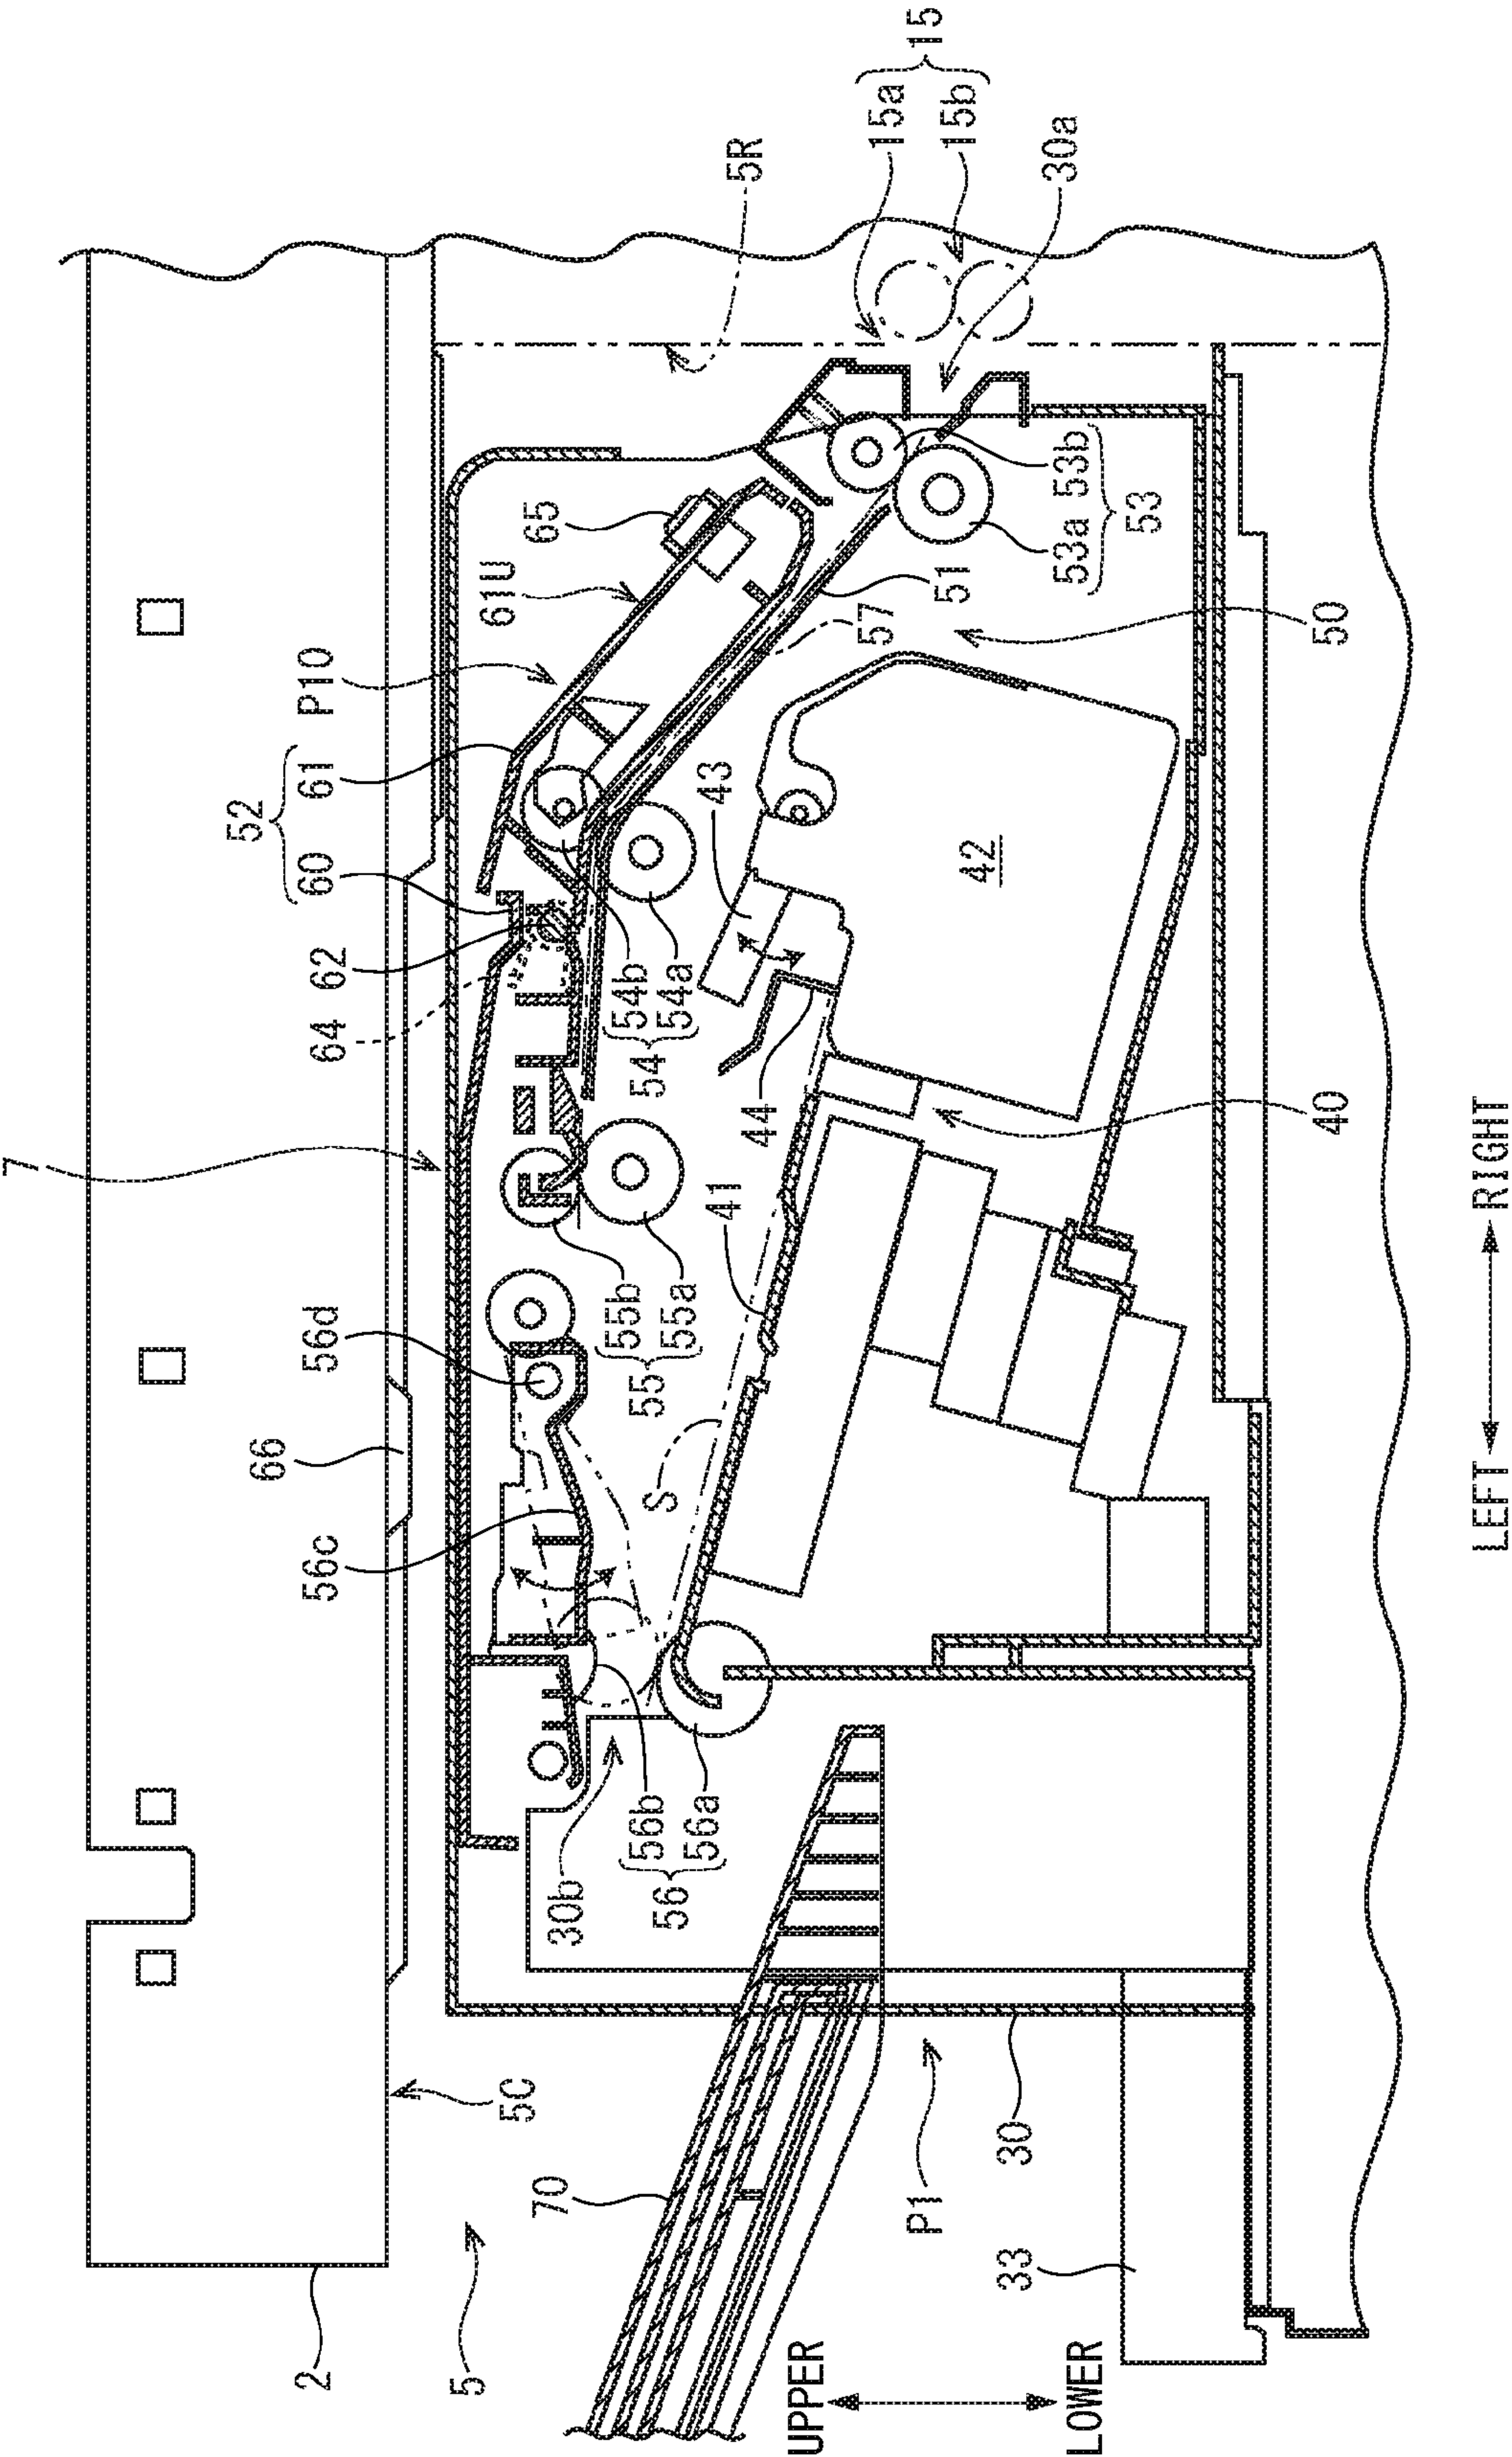 7
52
66
2
56d
56c
64 62 60 61 P10
5
5C
61U
65
70
30b
56b
56
56a
55b
55
55a
54b
54
54a
S
43
41
5R
44
UPPER
57
15a
15
15b
P1
51
42
33
30
53a 53b
53
30a
LOWER
40
50
LEFT RIGHT